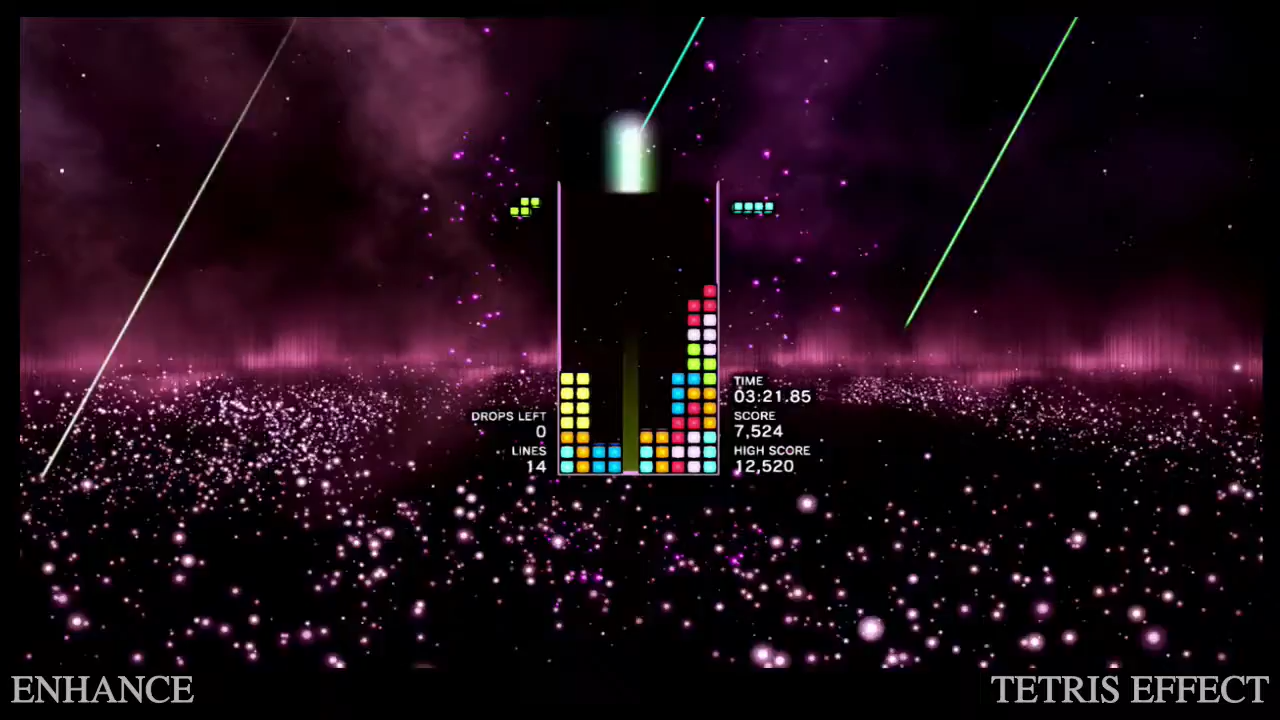 DROPS LEFT
0
LINES
14
TIME
03:21.85
SCORE
7,524
HIGH SCORE
12,520
ENHANCE
TETRIS EFFECT